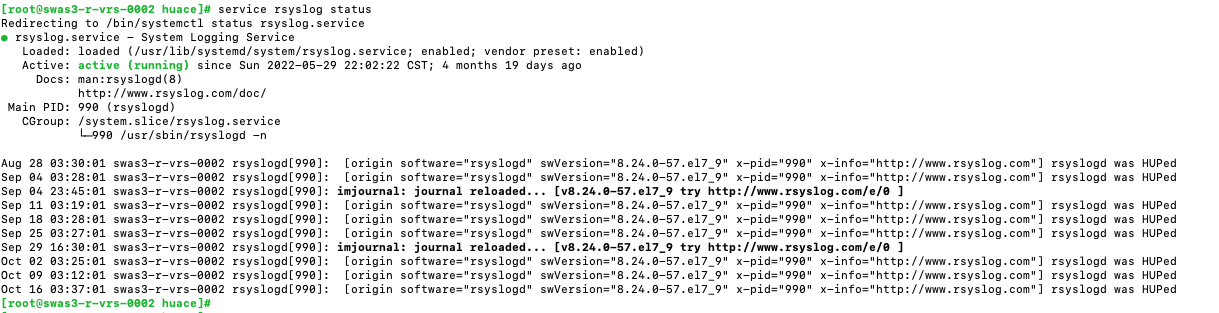 [root@swas3-r-vrs-0002 huace]# service rsyslog status
Redirecting to /bin/systemctl status rsyslog.service
● rsyslog.service - System Logging Service
   Loaded: loaded (/usr/lib/systemd/system/rsyslog.service; enabled; vendor preset: enabled)
   Active: active (running) since Sun 2022-05-29 22:02:22 CST; 4 months 19 days ago
     Docs: man:rsyslogd(8)
           http://www.rsyslog.com/doc/
 Main PID: 990 (rsyslogd)
   CGroup: /system.slice/rsyslog.service
           └─990 /usr/sbin/rsyslogd -n

Aug 28 03:30:01 swas3-r-vrs-0002 rsyslogd[990]:  [origin software="rsyslogd" swVersion="8.24.0-57.el7_9" x-pid="990" x-info="http://www.rsyslog.com"] rsyslogd was HUPed
Sep 04 03:28:01 swas3-r-vrs-0002 rsyslogd[990]:  [origin software="rsyslogd" swVersion="8.24.0-57.el7_9" x-pid="990" x-info="http://www.rsyslog.com"] rsyslogd was HUPed
Sep 04 23:45:01 swas3-r-vrs-0002 rsyslogd[990]: imjournal: journal reloaded... [v8.24.0-57.el7_9 try http://www.rsyslog.com/e/0 ]
Sep 11 03:19:01 swas3-r-vrs-0002 rsyslogd[990]:  [origin software="rsyslogd" swVersion="8.24.0-57.el7_9" x-pid="990" x-info="http://www.rsyslog.com"] rsyslogd was HUPed
Sep 18 03:28:01 swas3-r-vrs-0002 rsyslogd[990]:  [origin software="rsyslogd" swVersion="8.24.0-57.el7_9" x-pid="990" x-info="http://www.rsyslog.com"] rsyslogd was HUPed
Sep 25 03:27:01 swas3-r-vrs-0002 rsyslogd[990]:  [origin software="rsyslogd" swVersion="8.24.0-57.el7_9" x-pid="990" x-info="http://www.rsyslog.com"] rsyslogd was HUPed
Sep 29 16:30:01 swas3-r-vrs-0002 rsyslogd[990]: imjournal: journal reloaded... [v8.24.0-57.el7_9 try http://www.rsyslog.com/e/0 ]
Oct 02 03:25:01 swas3-r-vrs-0002 rsyslogd[990]:  [origin software="rsyslogd" swVersion="8.24.0-57.el7_9" x-pid="990" x-info="http://www.rsyslog.com"] rsyslogd was HUPed
Oct 09 03:12:01 swas3-r-vrs-0002 rsyslogd[990]:  [origin software="rsyslogd" swVersion="8.24.0-57.el7_9" x-pid="990" x-info="http://www.rsyslog.com"] rsyslogd was HUPed
Oct 16 03:37:01 swas3-r-vrs-0002 rsyslogd[990]:  [origin software="rsyslogd" swVersion="8.24.0-57.el7_9" x-pid="990" x-info="http://www.rsyslog.com"] rsyslogd was HUPed
[root@swas3-r-vrs-0002 huace]#